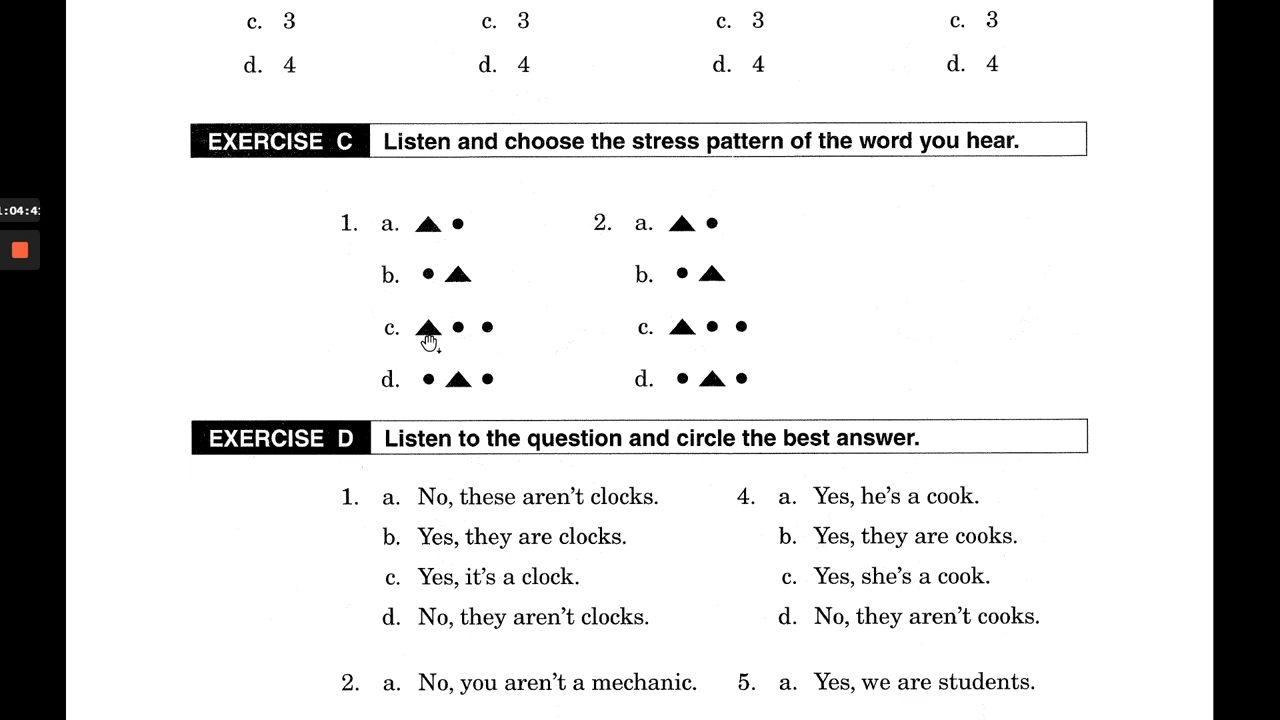 c. 3 c. 3 c. 3 c. 3
d. 4 d. 4 d. 4 d. 4
EXERCISE C Listen and choose the stress pattern of the word you hear.
1. a. ▲ ● 2. a. ▲ ●
b. ● ▲ b. ● ▲
c. ▲ ● ● c. ▲ ● ●
d. ● ▲ ● d. ● ▲ ●
EXERCISE D Listen to the question and circle the best answer.
1. a. No, these aren't clocks.
b. Yes, they are clocks.
c. Yes, it's a clock.
d. No, they aren't clocks.
2. a. No, you aren't a mechanic.
4. a. Yes, he's a cook.
b. Yes, they are cooks.
c. Yes, she's a cook.
d. No, they aren't cooks.
5. a. Yes, we are students.